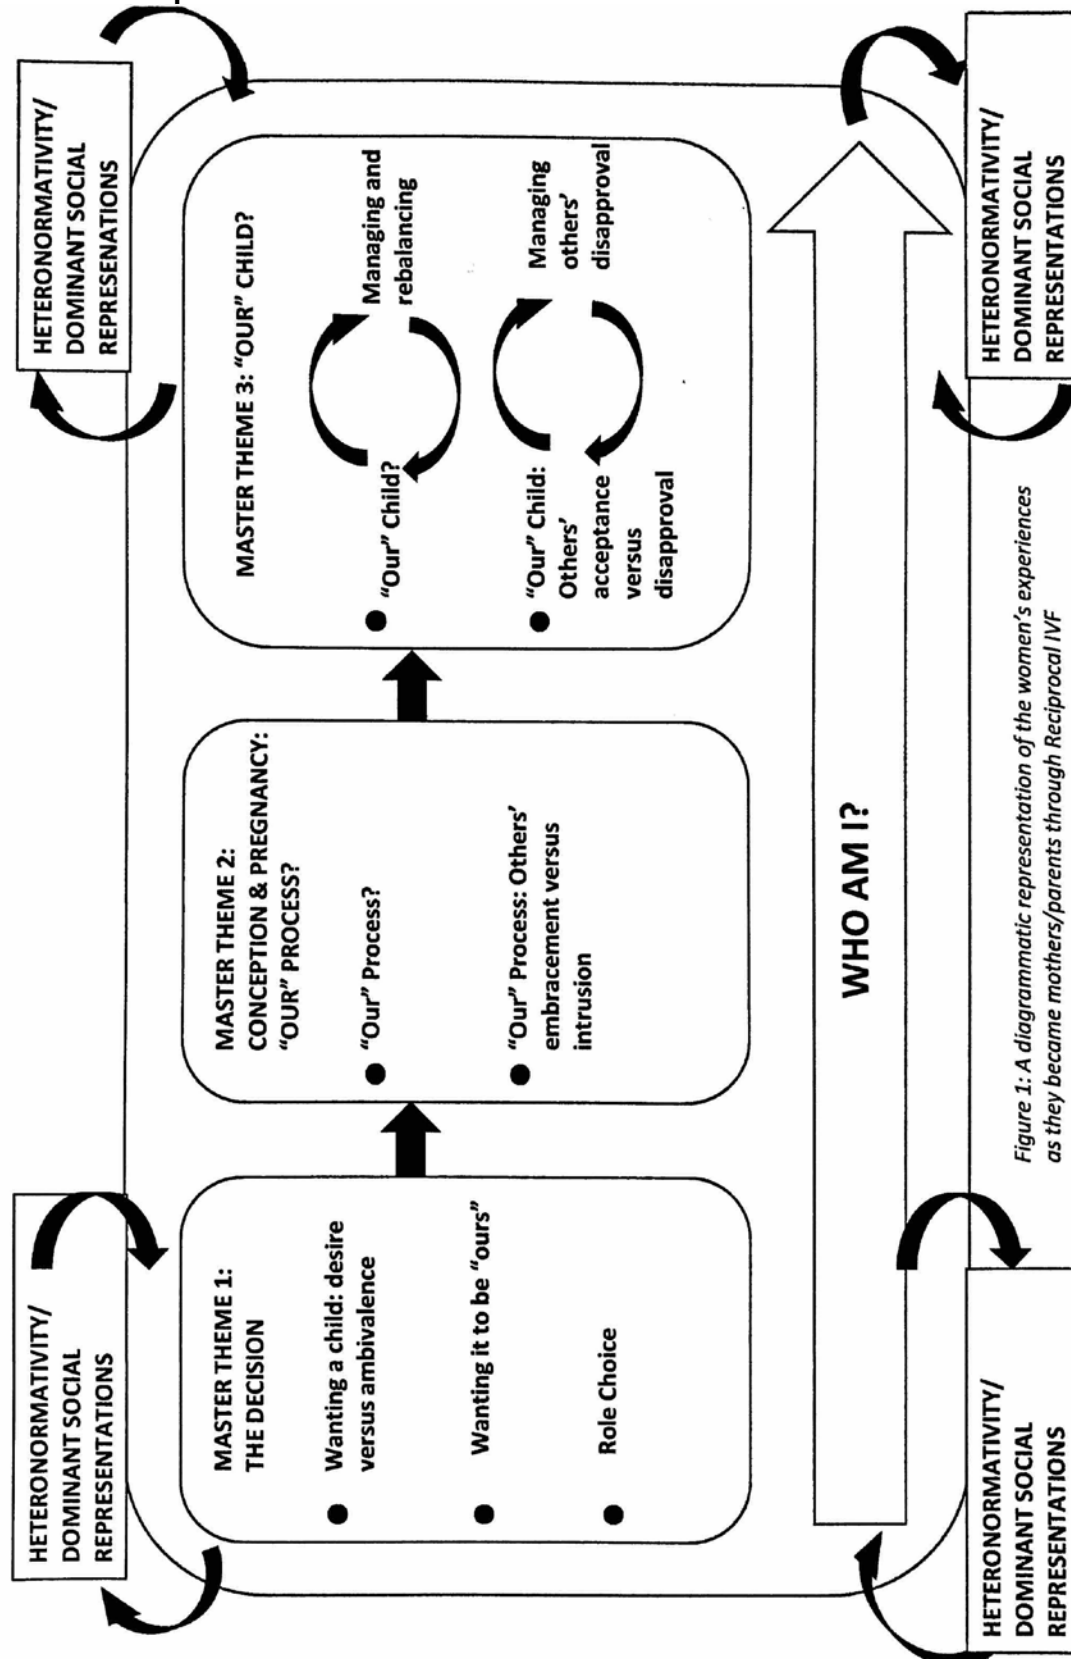 HETERONORMATIVITY/
DOMINANT SOCIAL
REPRESENTATIONS
HETERONORMATIVITY/
DOMINANT SOCIAL
REPRESENATIONS
MASTER THEME 1:
THE DECISION
Wanting a child: desire
versus ambivalence
Wanting it to be “ours”
Role Choice
MASTER THEME 2:
CONCEPTION & PREGNANCY:
“OUR” PROCESS?
“Our” Process?
“Our” Process: Others’
embracement versus
intrusion
MASTER THEME 3: “OUR” CHILD?
“Our” Child?
Managing and
rebalancing
“Our” Child:
Others’
acceptance
versus
disapproval
Managing
others’
disapproval
WHO AM I?
HETERONORMATIVITY/
DOMINANT SOCIAL
REPRESENTATIONS
HETERONORMATIVITY/
DOMINANT SOCIAL
REPRESENTATIONS
Figure 1: A diagrammatic representation of the women’s experiences
as they became mothers/parents through Reciprocal IVF